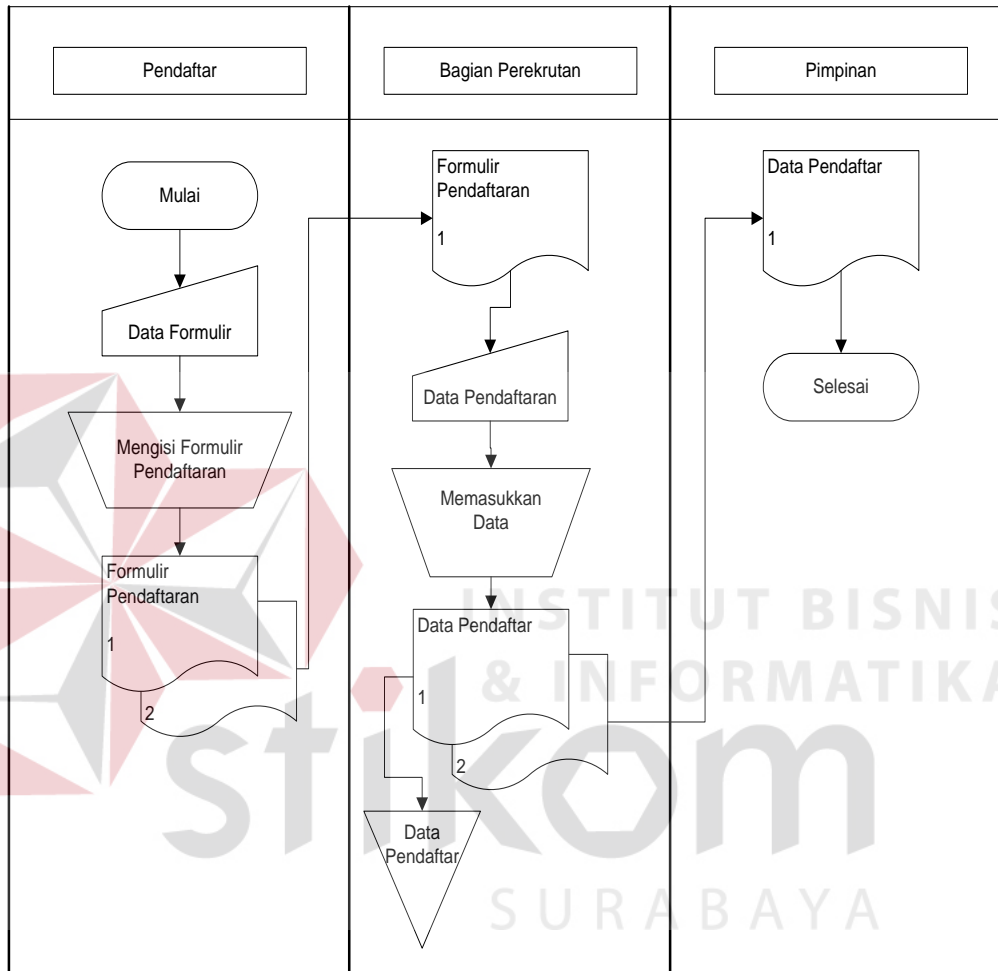 Pendaftar
Bagian Perekrutan
Pimpinan
Mulai
Data Formulir
Mengisi Formulir
Pendaftaran
Formulir
Pendaftaran
1
2
Formulir
Pendaftaran
1
Data Pendaftaran
Memasukkan
Data
Data Pendaftar
1
2
Data
Pendaftar
Data Pendaftar
1
Selesai
INSTITUT BISNIS
& INFORMATIKA
stikom
SURABAYA